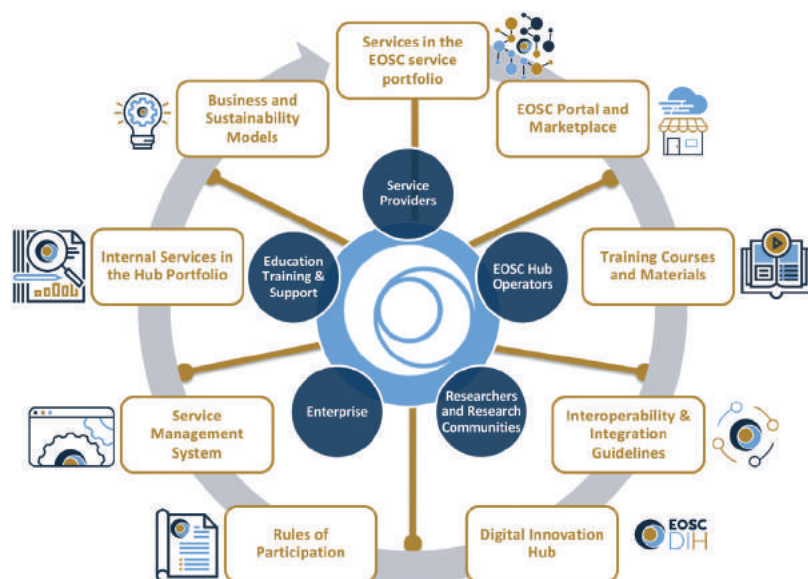 Services in the
EOSC service
portfolio
Business and
Sustainability
Models
EOSC Portal and
Marketplace
Service
Providers
Internal Services in
the Hub Portfolio
Education
Training &
Support
EOSC Hub
Operators
Training Courses
and Materials
Service
Management
System
Enterprise
Researchers
and Research
Communities
Interoperability &
Integration
Guidelines
Rules of
Participation
Digital Innovation
Hub
EOSC
DIH